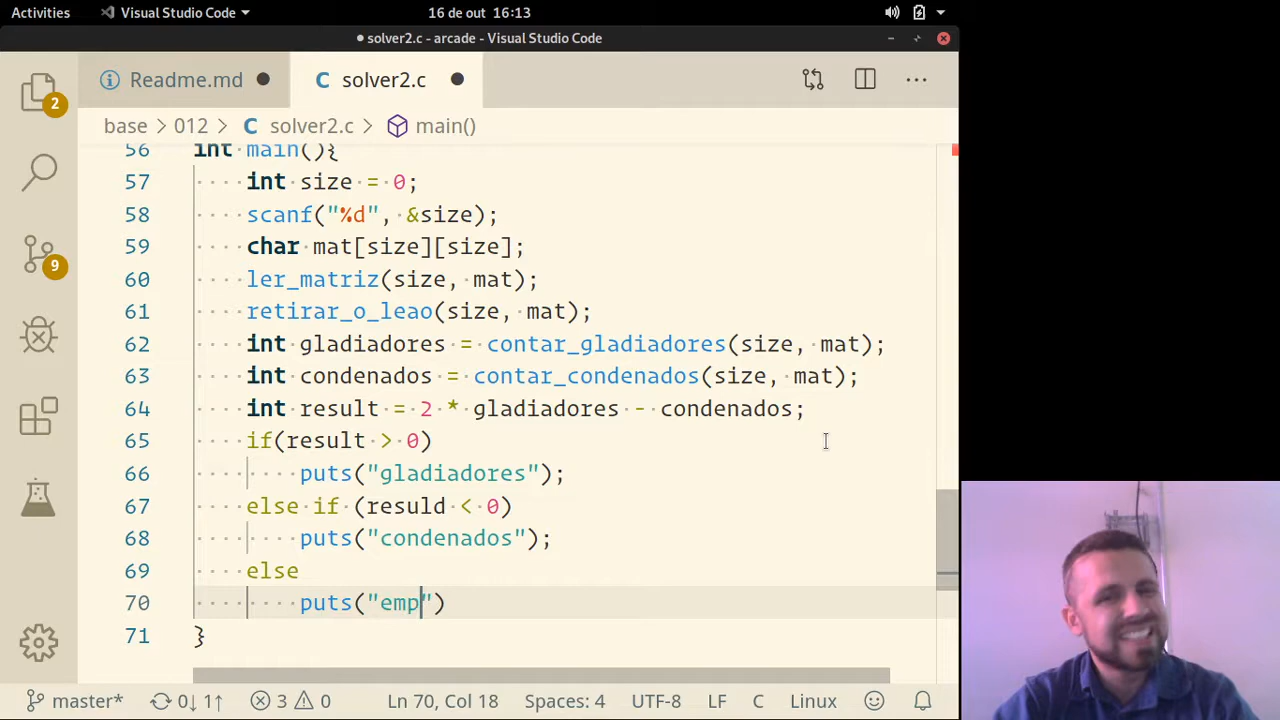 Activities Visual Studio Code 16 de out 16:13
● solver2.c - arcade - Visual Studio Code
Readme.md C solver2.c
base > 012 > C solver2.c > main()
56 int main(){
57 int size = 0;
58 scanf("%d", &size);
59 char mat[size][size];
60 ler_matriz(size, mat);
61 retirar_o_leao(size, mat);
62 int gladiadores = contar_gladiadores(size, mat);
63 int condenados = contar_condenados(size, mat);
64 int result = 2 * gladiadores - condenados;
65 if(result > 0)
66 puts("gladiadores");
67 else if (resuld < 0)
68 puts("condenados");
69 else
70 puts("emp")
71 }
2
9
master* 0↓ 1↑ 3 0 Ln 70, Col 18 Spaces: 4 UTF-8 LF C Linux